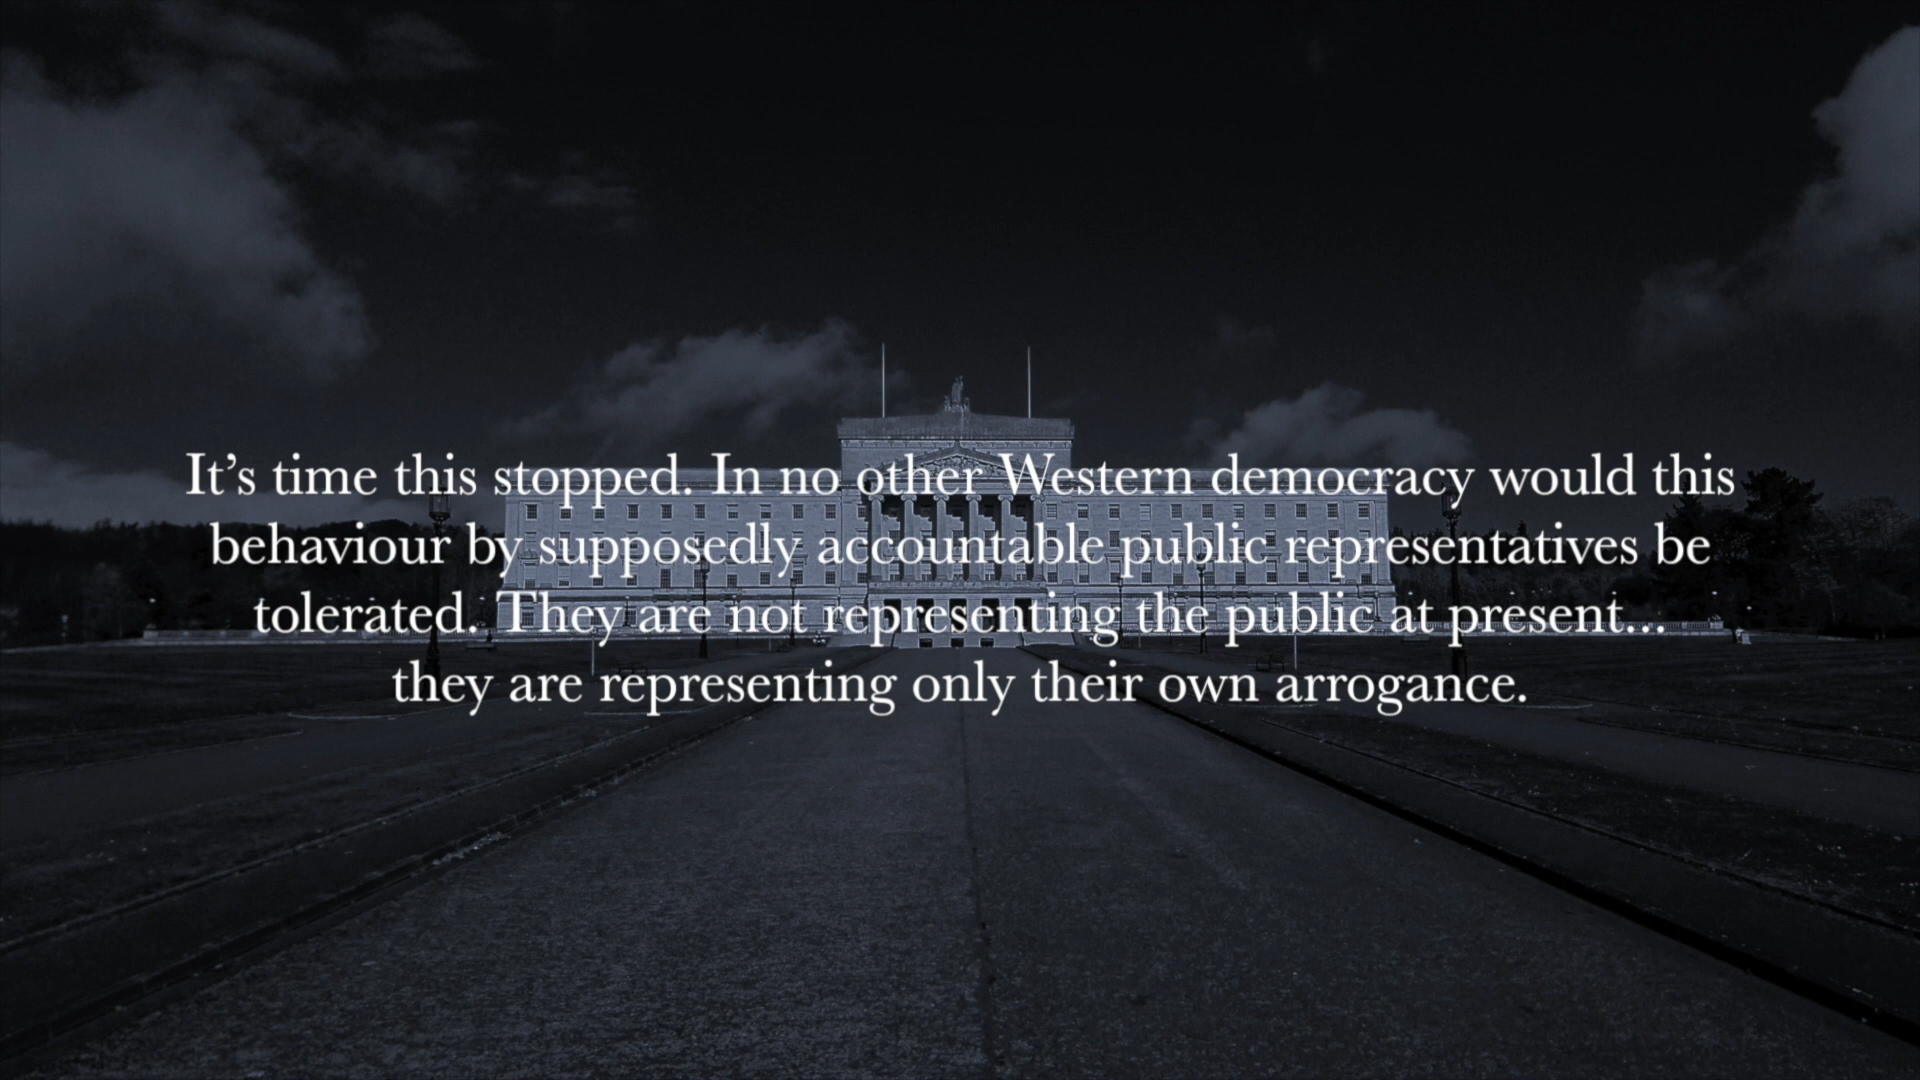 It’s time this stopped. In no other Western democracy would this
behaviour by supposedly accountable public representatives be
tolerated. They are not representing the public at present...
they are representing only their own arrogance.